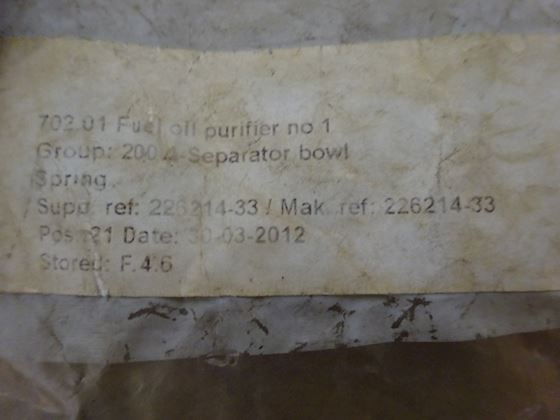 702.01 Fuel oil purifier no 1
Group: 200.4-Separator bowl
Spring
Supp. ref: 226214-33 / Mak. ref: 226214-33
Pos.: 21 Date: 30-03-2012
Stored: F.4.6